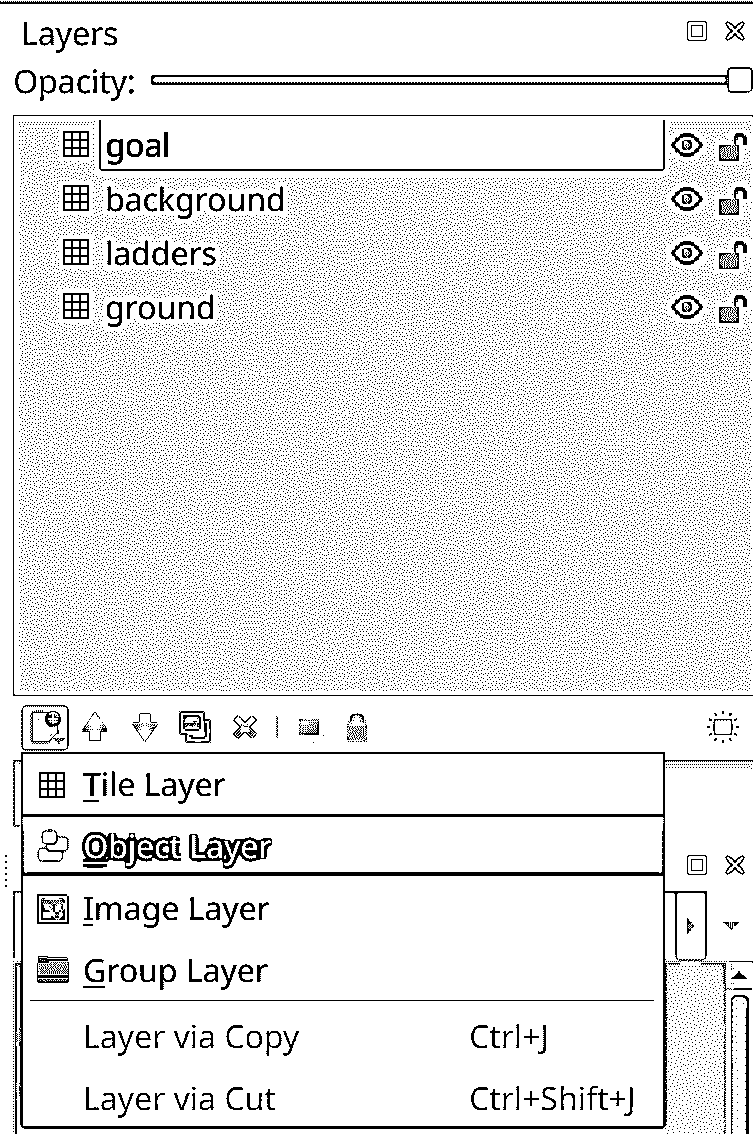 Layers
Opacity:
goal
background
ladders
ground
Tile Layer
Object Layer
Image Layer
Group Layer
Layer via Copy Ctrl+J
Layer via Cut Ctrl+Shift+J